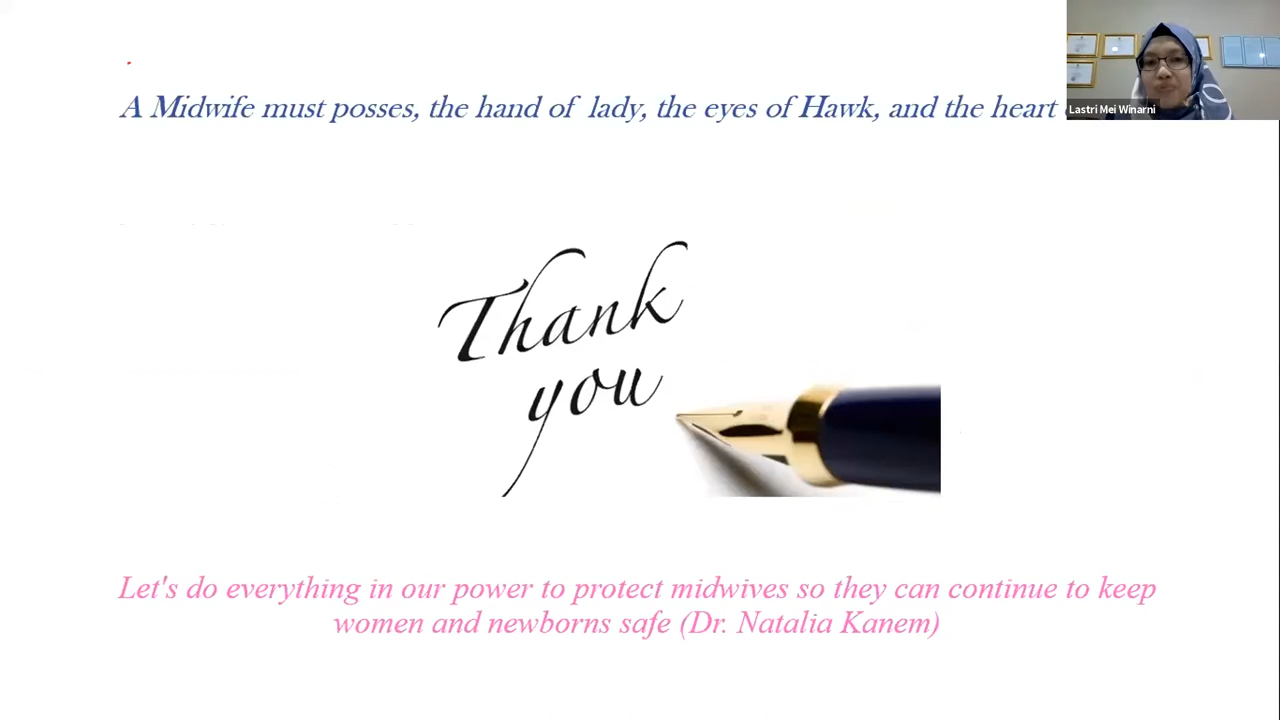 A Midwife must posses, the hand of lady, the eyes of Hawk, and the heart
Lastri Mei Winarni
Thank
you
Let's do everything in our power to protect midwives so they can continue to keep
women and newborns safe (Dr. Natalia Kanem)